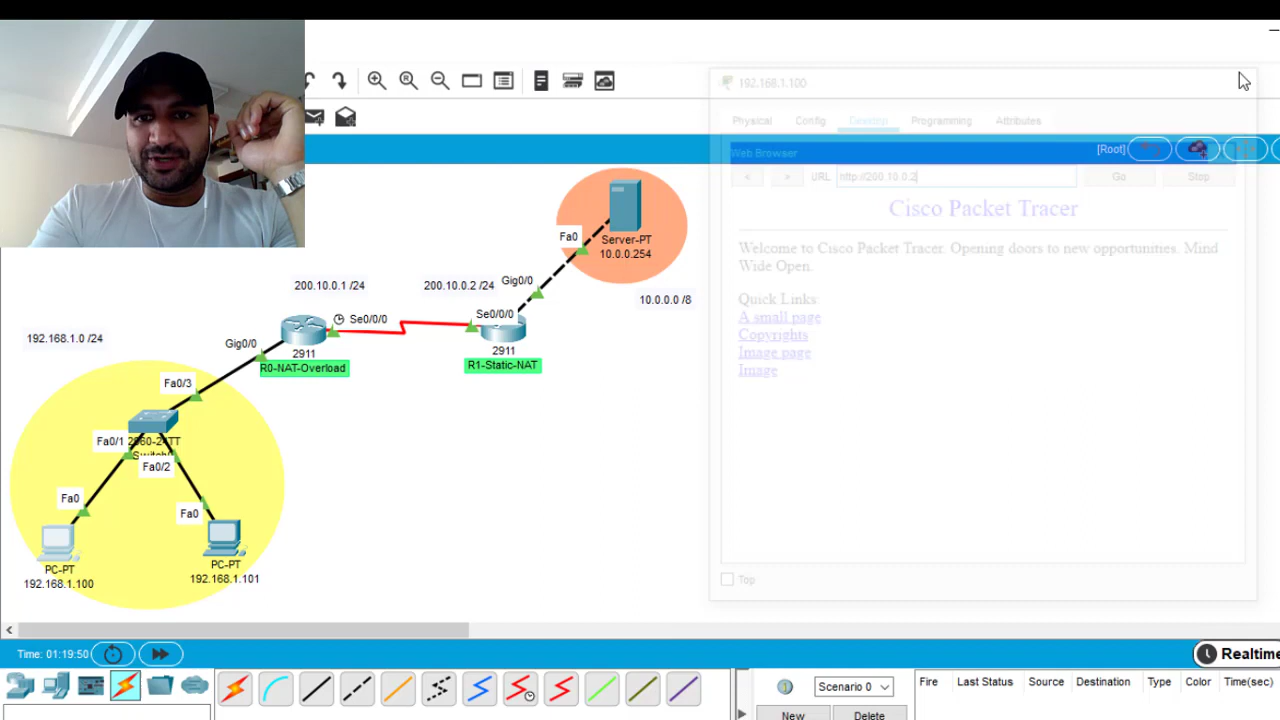 192.168.1.100
Physical Config Desktop Programming Attributes
Web Browser
[Root]
< > URL http://200.10.0.2 Go Stop
Cisco Packet Tracer
Welcome to Cisco Packet Tracer. Opening doors to new opportunities. Mind
Wide Open.
Quick Links:
A small page
Copyrights
Image page
Image
Top
Server-PT
10.0.0.254
Fa0
10.0.0.0 /8
200.10.0.1 /24
200.10.0.2 /24
Gig0/0
Se0/0/0
Se0/0/0
2911
R0-NAT-Overload
2911
R1-Static-NAT
192.168.1.0 /24
Gig0/0
Fa0/3
Fa0/1
2960-24TT
Switch0
Fa0/2
Fa0
Fa0
PC-PT
192.168.1.100
PC-PT
192.168.1.101
Time: 01:19:50
Realtime
Scenario 0
New Delete
Fire Last Status Source Destination Type Color Time(sec)